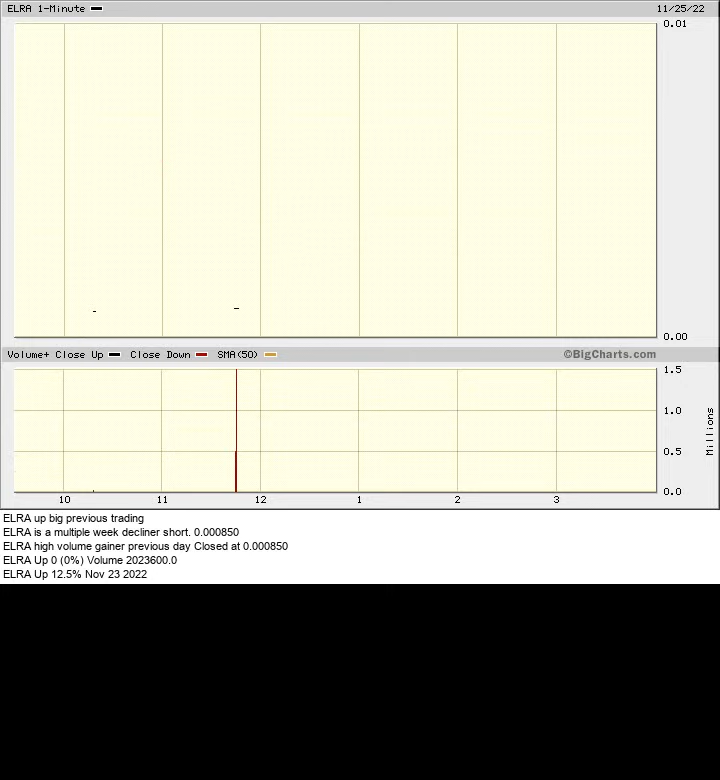 ELRA 1-Minute 11/25/22
0.01
0.00
Volume+ Close Up Close Down SMA(50) ©BigCharts.com
1.5
1.0
Millions
0.5
0.0
10 11 12 1 2 3
ELRA up big previous trading
ELRA is a multiple week decliner short. 0.000850
ELRA high volume gainer previous day Closed at 0.000850
ELRA Up 0 (0%) Volume 2023600.0
ELRA Up 12.5% Nov 23 2022